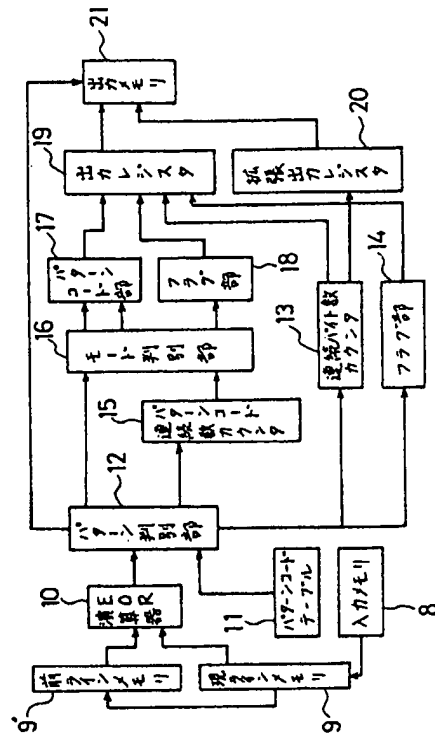 8
入力メモリ
9
現ラインメモリ
9'
前ラインメモリ
10
EOR
演算器
11
パターンコード
テーブル
12
パターン
判別部
13
連続バイト数
カウンタ
14
フラグ部
15
パターンコード
連続数カウンタ
16
モード判別部
17
パターン
コード部
18
フラグ部
19
出力レジスタ
20
拡張出力
レジスタ
21
出力メモリ